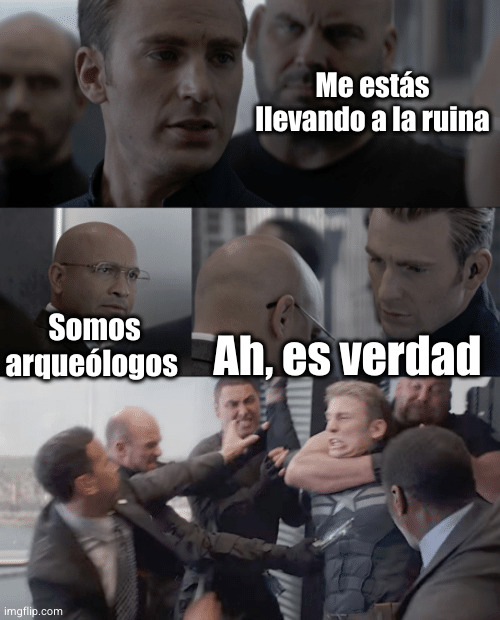 Me estás
llevando a la ruina
Somos
arqueólogos
Ah, es verdad
imgflip.com